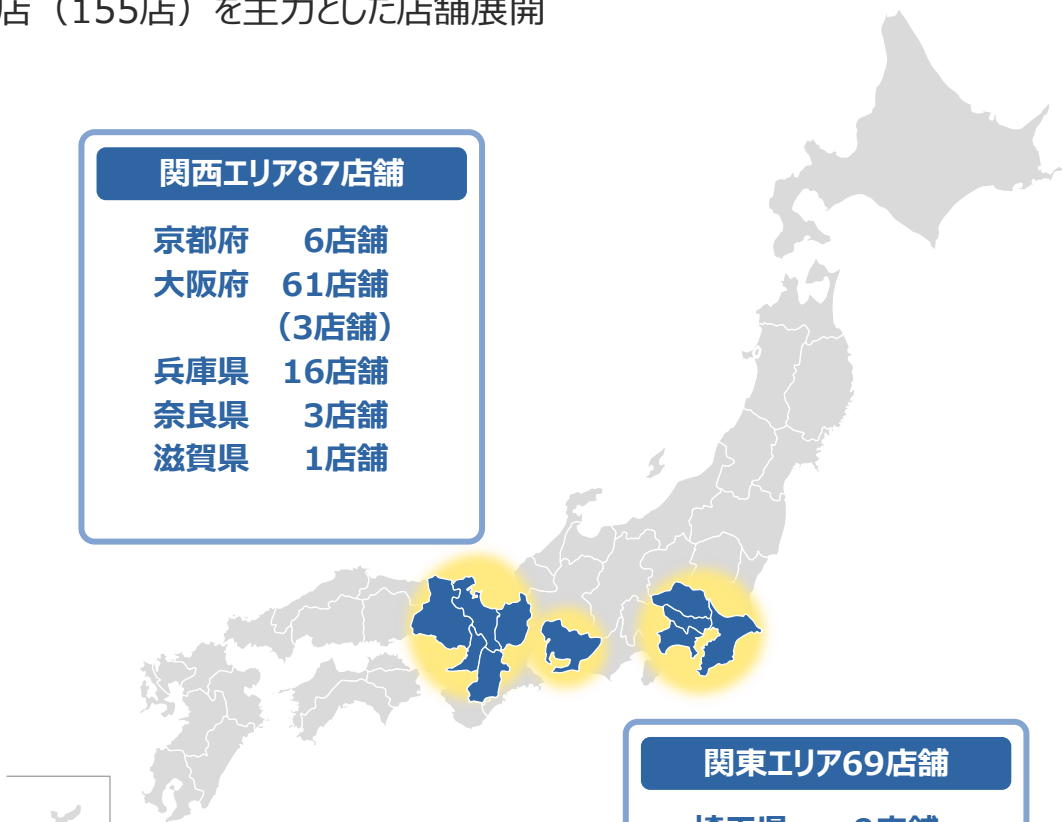 店（155店）を主力とした店舗展開
関西エリア87店舗
京都府 6店舗
大阪府 61店舗
（3店舗）
兵庫県 16店舗
奈良県 3店舗
滋賀県 1店舗
関東エリア69店舗
埼玉県